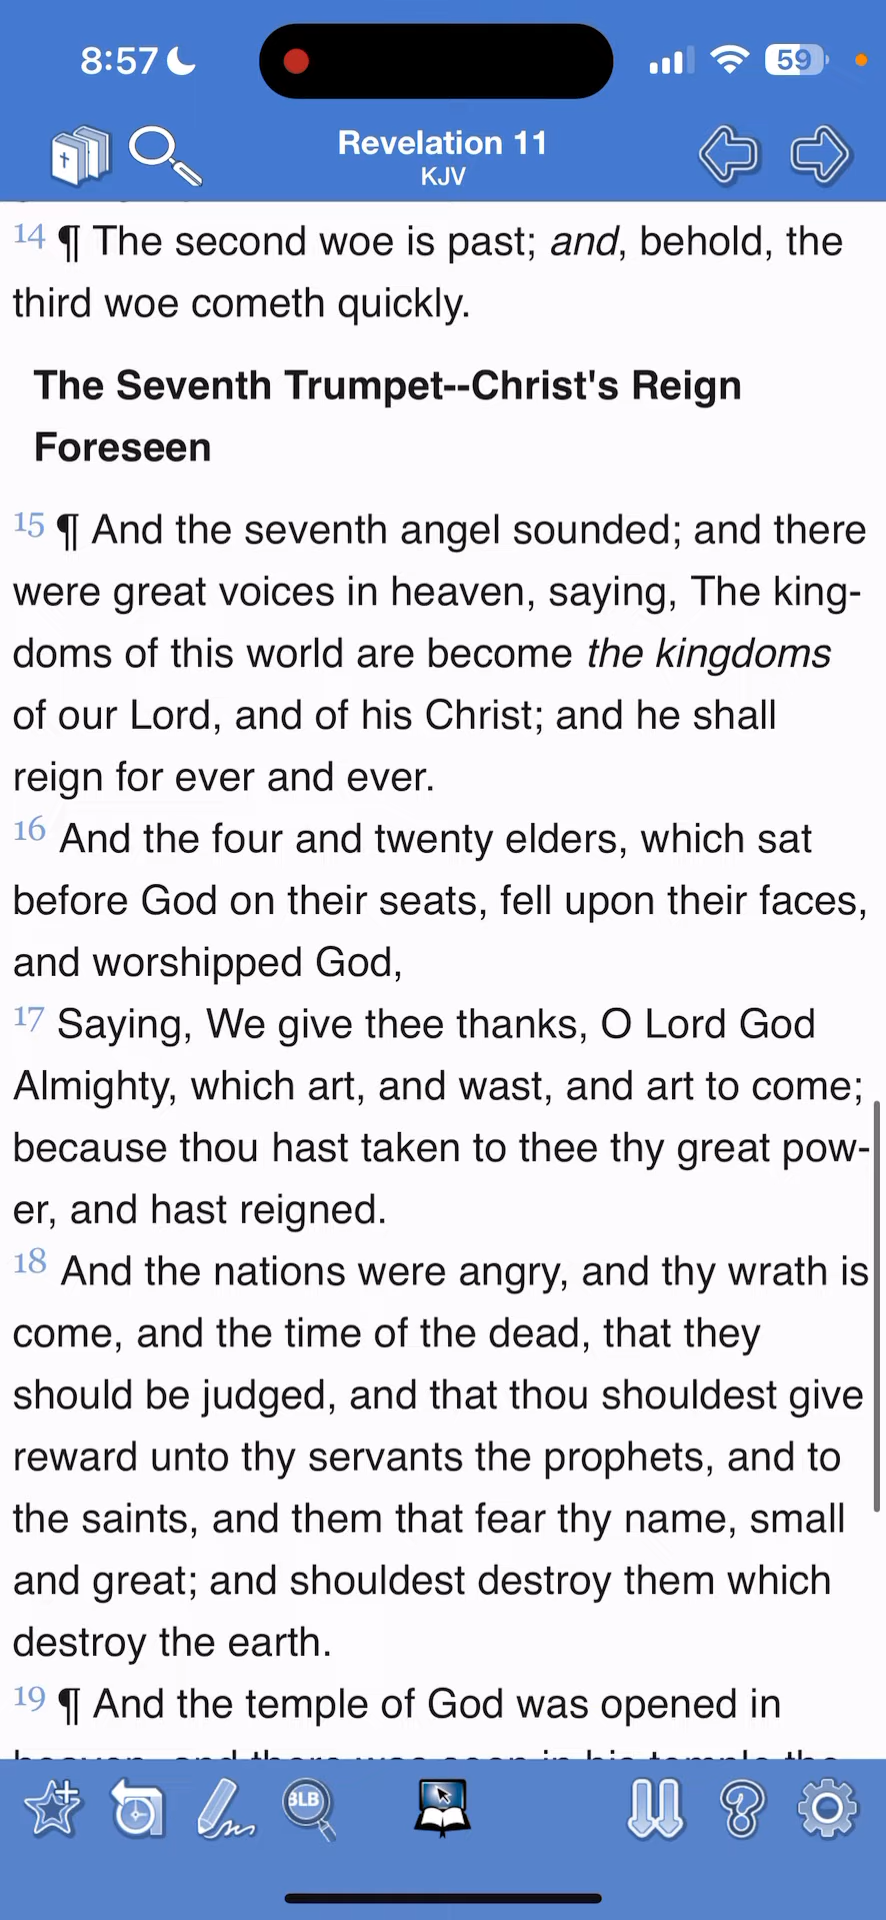 8:57
59
Revelation 11
KJV
14 ¶ The second woe is past; and, behold, the
third woe cometh quickly.
The Seventh Trumpet--Christ's Reign
Foreseen
15 ¶ And the seventh angel sounded; and there
were great voices in heaven, saying, The king-
doms of this world are become the kingdoms
of our Lord, and of his Christ; and he shall
reign for ever and ever.
16 And the four and twenty elders, which sat
before God on their seats, fell upon their faces,
and worshipped God,
17 Saying, We give thee thanks, O Lord God
Almighty, which art, and wast, and art to come;
because thou hast taken to thee thy great pow-
er, and hast reigned.
18 And the nations were angry, and thy wrath is
come, and the time of the dead, that they
should be judged, and that thou shouldest give
reward unto thy servants the prophets, and to
the saints, and them that fear thy name, small
and great; and shouldest destroy them which
destroy the earth.
19 ¶ And the temple of God was opened in
heaven, and there was seen in his temple the
BLB